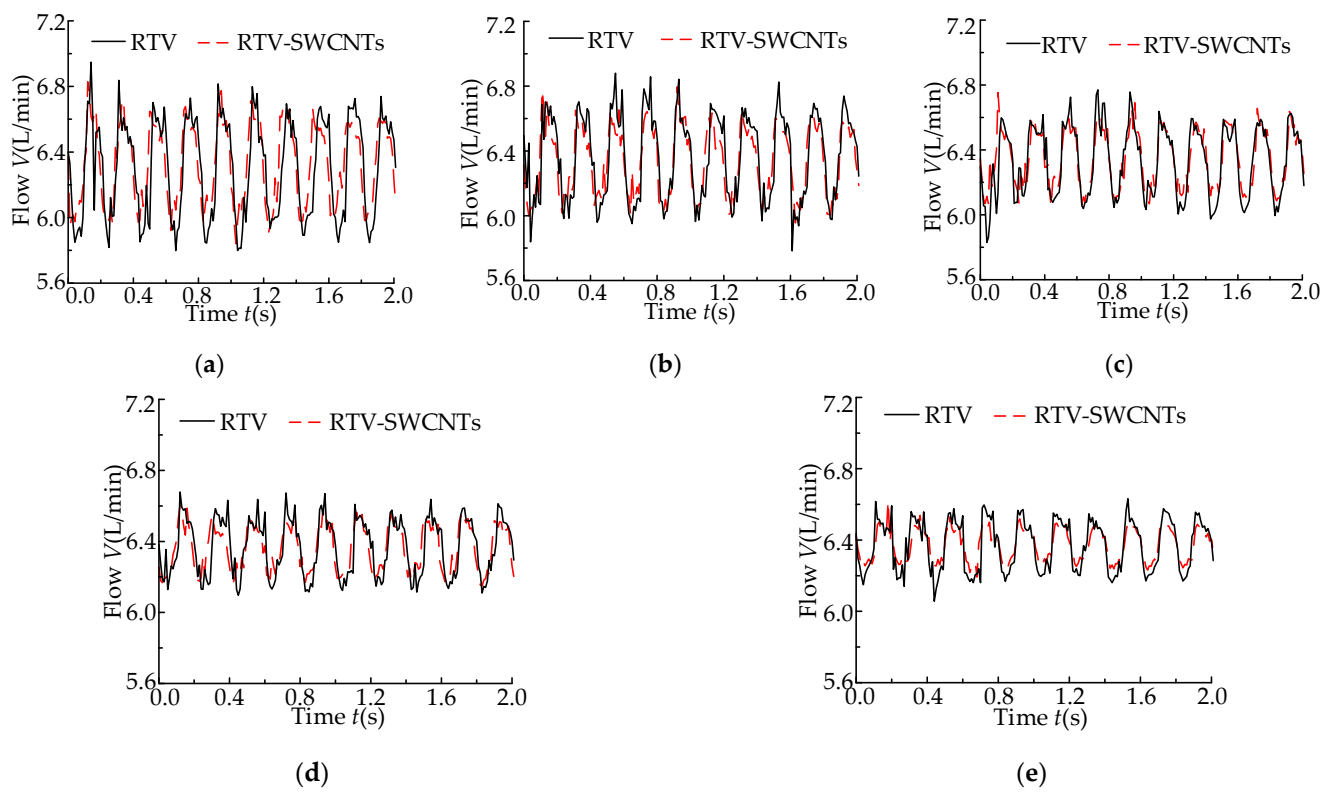 7.2
RTV
RTV-SWCNTs
6.8
6.4
6.0
5.6
Flow V(L/min)
0.0 0.4 0.8 1.2 1.6 2.0
Time t(s)
(a)
7.2
RTV
RTV-SWCNTs
6.8
6.4
6.0
5.6
Flow V(L/min)
0.0 0.4 0.8 1.2 1.6 2.0
Time t(s)
(b)
7.2
RTV
RTV-SWCNTs
6.8
6.4
6.0
5.6
Flow V(L/min)
0.0 0.4 0.8 1.2 1.6 2.0
Time t(s)
(c)
7.2
RTV
RTV-SWCNTs
6.8
6.4
6.0
5.6
Flow V(L/min)
0.0 0.4 0.8 1.2 1.6 2.0
Time t(s)
(d)
7.2
RTV
RTV-SWCNTs
6.8
6.4
6.0
5.6
Flow V(L/min)
0.0 0.4 0.8 1.2 1.6 2.0
Time t(s)
(e)